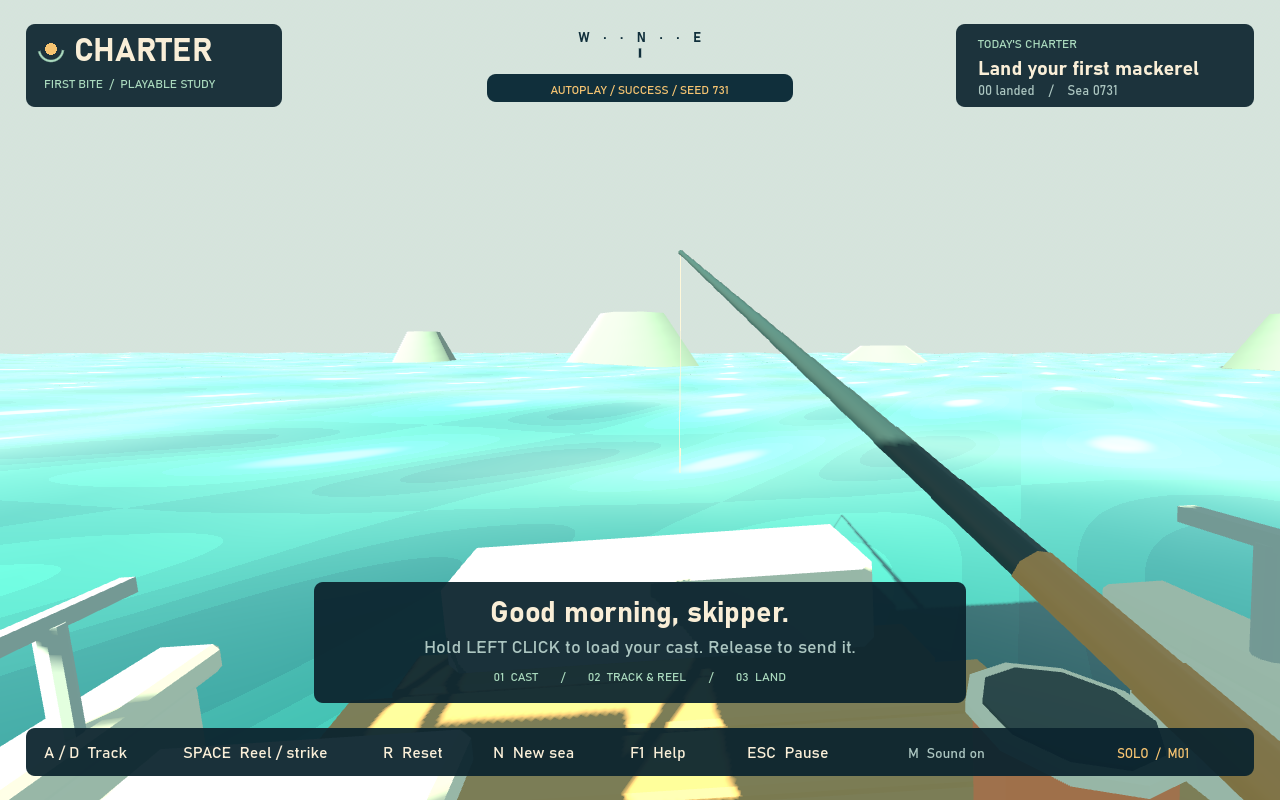 CHARTER
FIRST BITE / PLAYABLE STUDY
W · · N · · E
AUTOPLAY / SUCCESS / SEED 731
TODAY'S CHARTER
Land your first mackerel
00 landed / Sea 0731
Good morning, skipper.
Hold LEFT CLICK to load your cast. Release to send it.
01 CAST / 02 TRACK & REEL / 03 LAND
A / D Track SPACE Reel / strike R Reset N New sea F1 Help ESC Pause M Sound on SOLO / M01